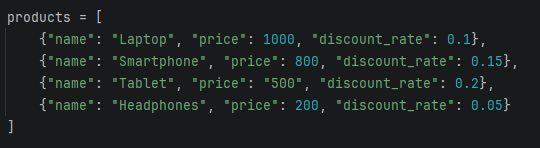 products = [
    {"name": "Laptop", "price": 1000, "discount_rate": 0.1},
    {"name": "Smartphone", "price": 800, "discount_rate": 0.15},
    {"name": "Tablet", "price": "500", "discount_rate": 0.2},
    {"name": "Headphones", "price": 200, "discount_rate": 0.05}
]